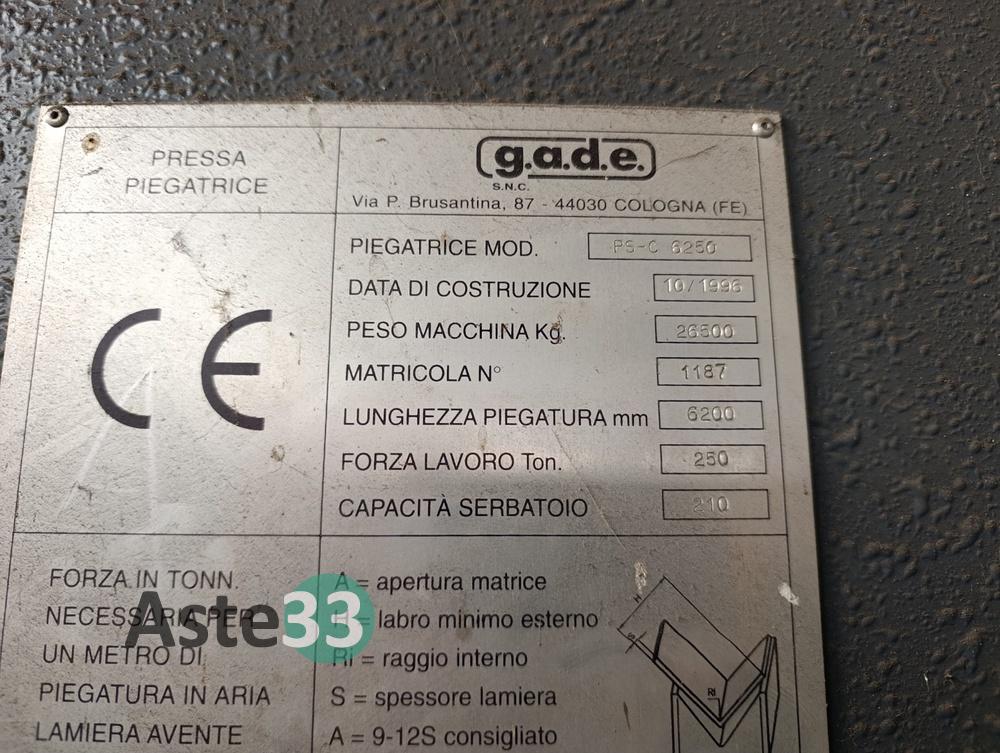 PRESSA
PIEGATRICE
g.a.d.e.
S.N.C.
Via P. Brusantina, 87 - 44030 COLOGNA (FE)
PIEGATRICE MOD. PS-C 6250
DATA DI COSTRUZIONE 10/1996
PESO MACCHINA Kg. 26500
MATRICOLA N° 1187
LUNGHEZZA PIEGATURA mm 6200
FORZA LAVORO Ton. 250
CAPACITÀ SERBATOIO 210
CE
FORZA IN TONN.
NECESSARIA PER
UN METRO DI
PIEGATURA IN ARIA
LAMIERA AVENTE
A = apertura matrice
H = labro minimo esterno
RI = raggio interno
S = spessore lamiera
A = 9-12S consigliato
H
S
RI
Aste33